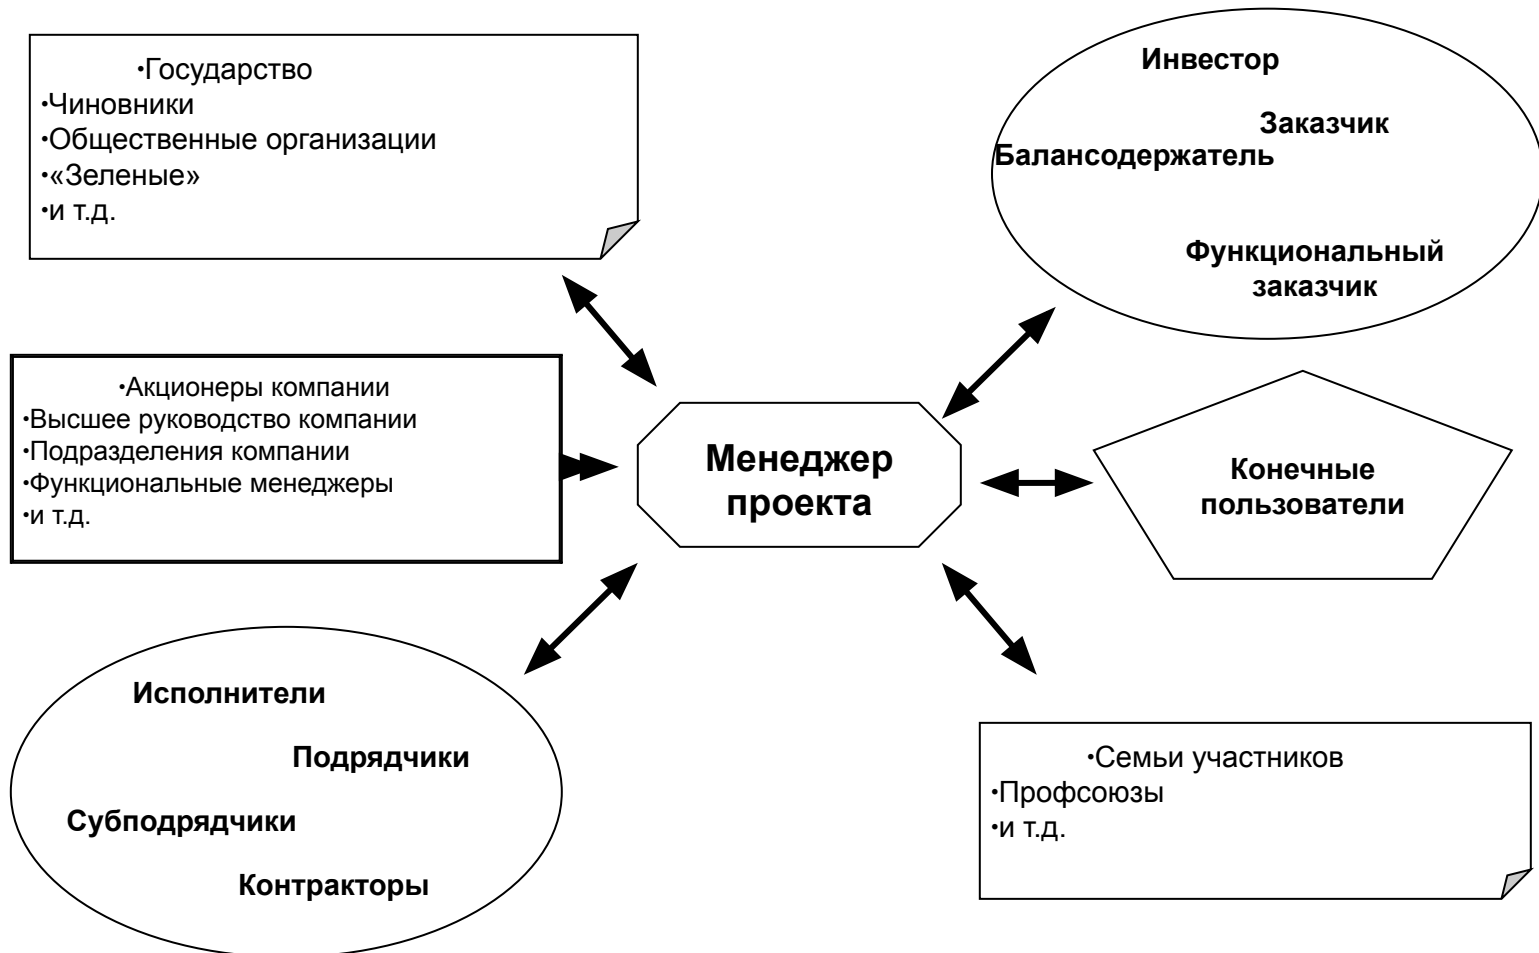 •Государство
•Чиновники
•Общественные организации
•«Зеленые»
•и т.д.
Инвестор
Заказчик
Балансодержатель
Функциональный
заказчик
•Акционеры компании
•Высшее руководство компании
•Подразделения компании
•Функциональные менеджеры
•и т.д.
Менеджер
проекта
Конечные
пользователи
Исполнители
Подрядчики
Субподрядчики
Контракторы
•Семьи участников
•Профсоюзы
•и т.д.